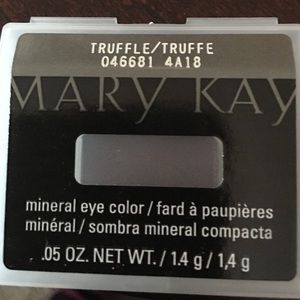 TRUFFLE/TRUFFE
046681 4A18
MARY KAY
mineral eye color / fard à paupières
minéral / sombra mineral compacta
.05 OZ. NET WT. / 1.4 g / 1,4 g